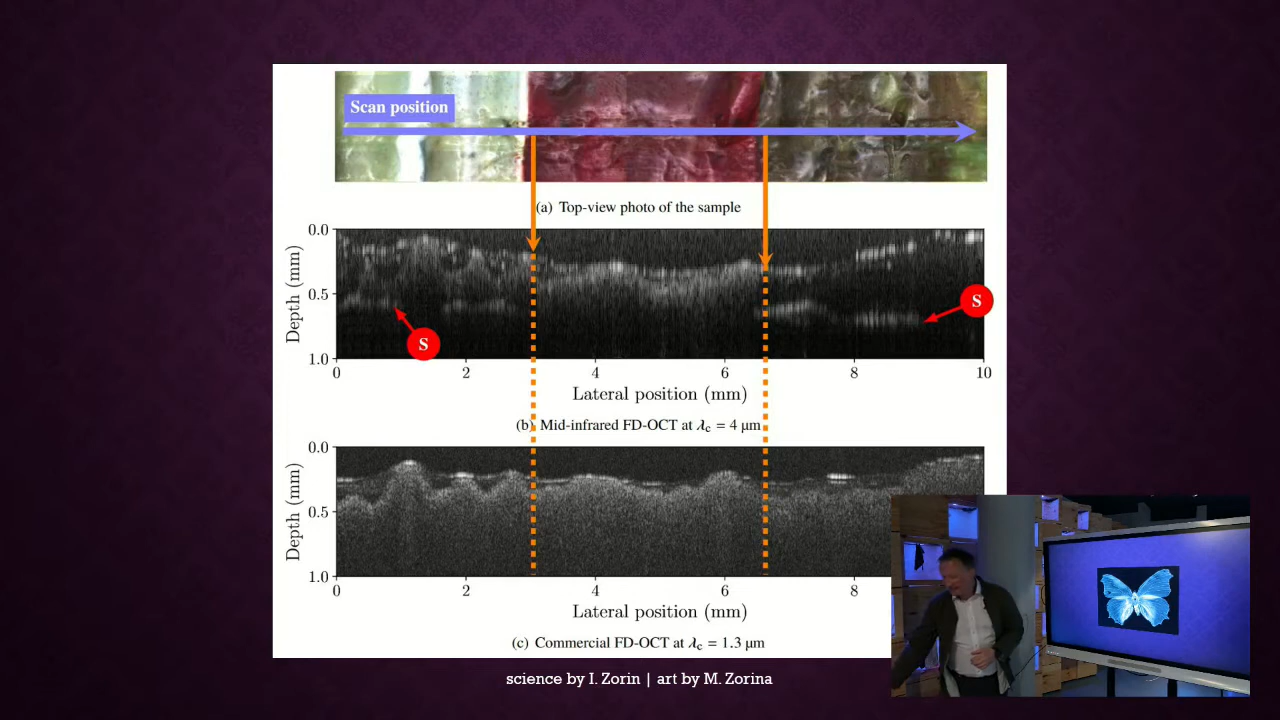 Scan position
(a) Top-view photo of the sample
0.0
0.5
1.0
Depth (mm)
S
S
0 2 4 6 8 10
Lateral position (mm)
(b) Mid-infrared FD-OCT at λc = 4 µm
0.0
0.5
1.0
Depth (mm)
0 2 4 6 8
Lateral position (mm)
(c) Commercial FD-OCT at λc = 1.3 µm
science by I. Zorin | art by M. Zorina